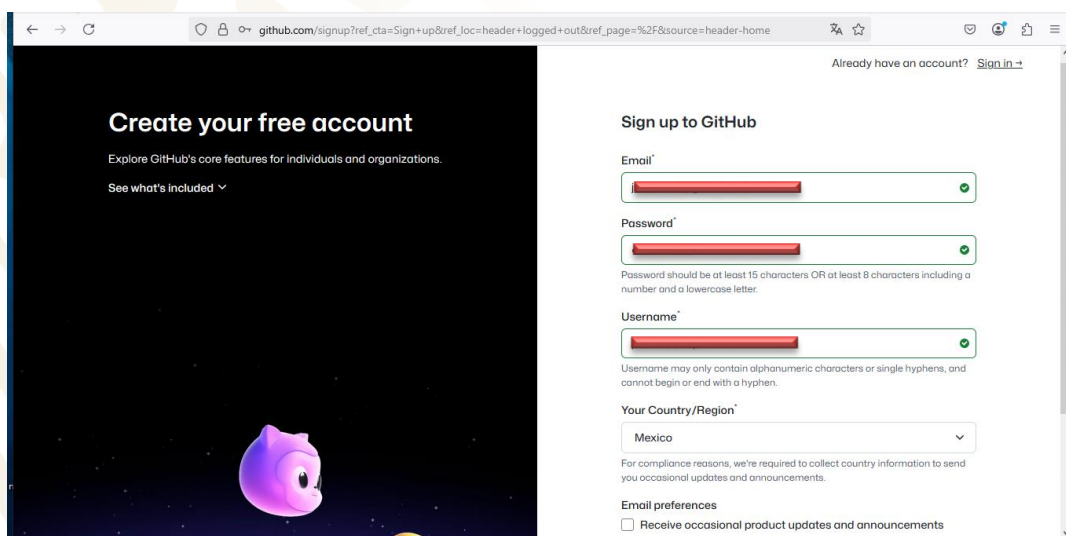 github.com/signup?ref_cta=Sign+up&ref_loc=header+logged+out&ref_page=%2F&source=header-home
Already have an account? Sign in →
Create your free account
Explore GitHub's core features for individuals and organizations.
See what's included
Sign up to GitHub
Email*
Password*
Password should be at least 15 characters OR at least 8 characters including a
number and a lowercase letter.
Username*
Username may only contain alphanumeric characters or single hyphens, and
cannot begin or end with a hyphen.
Your Country/Region*
Mexico
For compliance reasons, we're required to collect country information to send
you occasional updates and announcements.
Email preferences
Receive occasional product updates and announcements